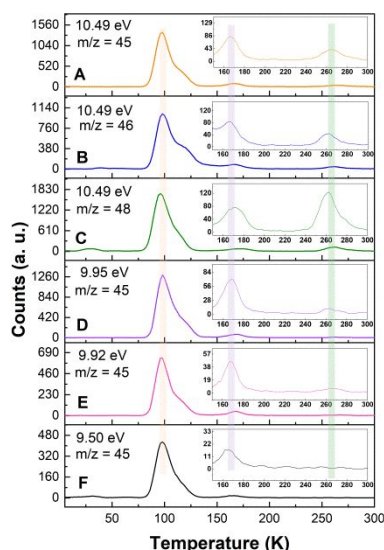 Counts (a. u.)
1560
1040
520
0
10.49 eV
m/z = 45
A
129
86
43
0
160 180 200 220 240 260 280 300
1140
760
380
0
10.49 eV
m/z = 46
B
120
80
40
0
160 180 200 220 240 260 280 300
1830
1220
610
0
10.49 eV
m/z = 48
C
120
80
40
0
160 180 200 220 240 260 280 300
1260
840
420
0
9.95 eV
m/z = 45
D
84
56
28
0
160 180 200 220 240 260 280 300
690
460
230
0
9.92 eV
m/z = 45
E
57
38
19
0
160 180 200 220 240 260 280 300
480
320
160
0
9.50 eV
m/z = 45
F
33
22
11
0
160 180 200 220 240 260 280 300
50 100 150 200 250 300
Temperature (K)